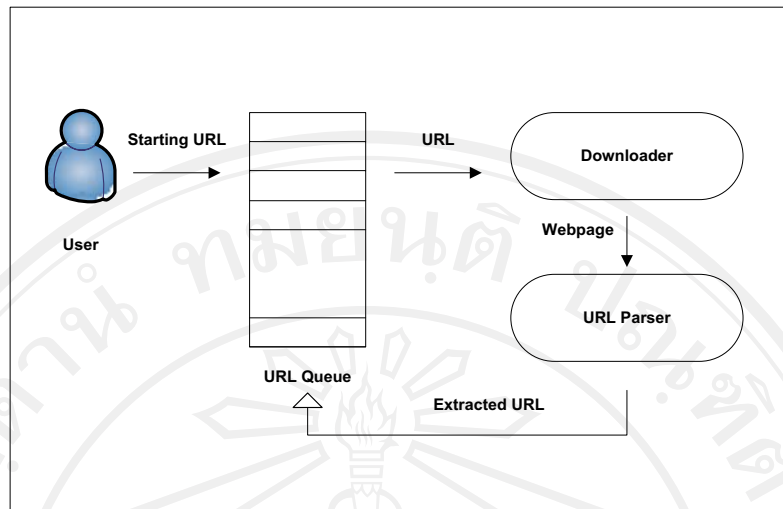 Starting URL
URL
Downloader
User
Webpage
URL Parser
URL Queue
Extracted URL